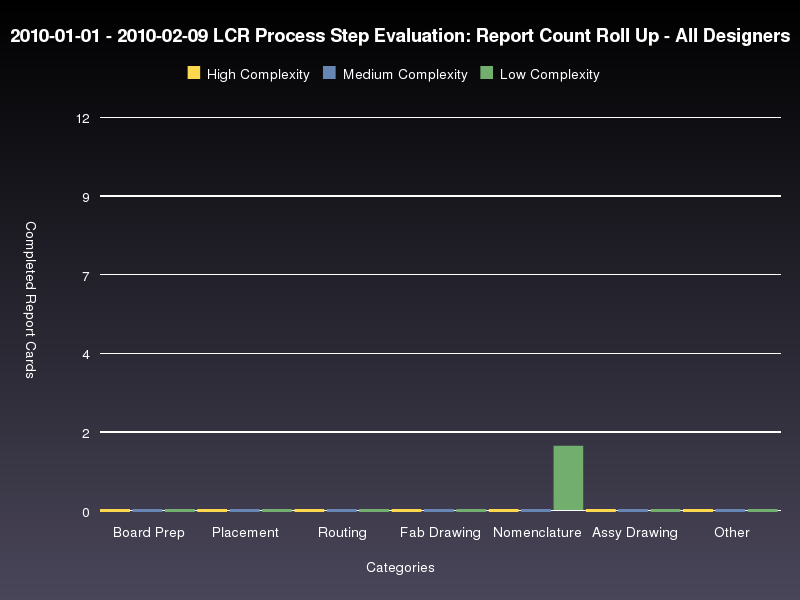 2010-01-01 - 2010-02-09 LCR Process Step Evaluation: Report Count Roll Up - All Designers
High Complexity Medium Complexity Low Complexity
12
9
7
4
2
0
Completed Report Cards
Board Prep Placement Routing Fab Drawing Nomenclature Assy Drawing Other
Categories